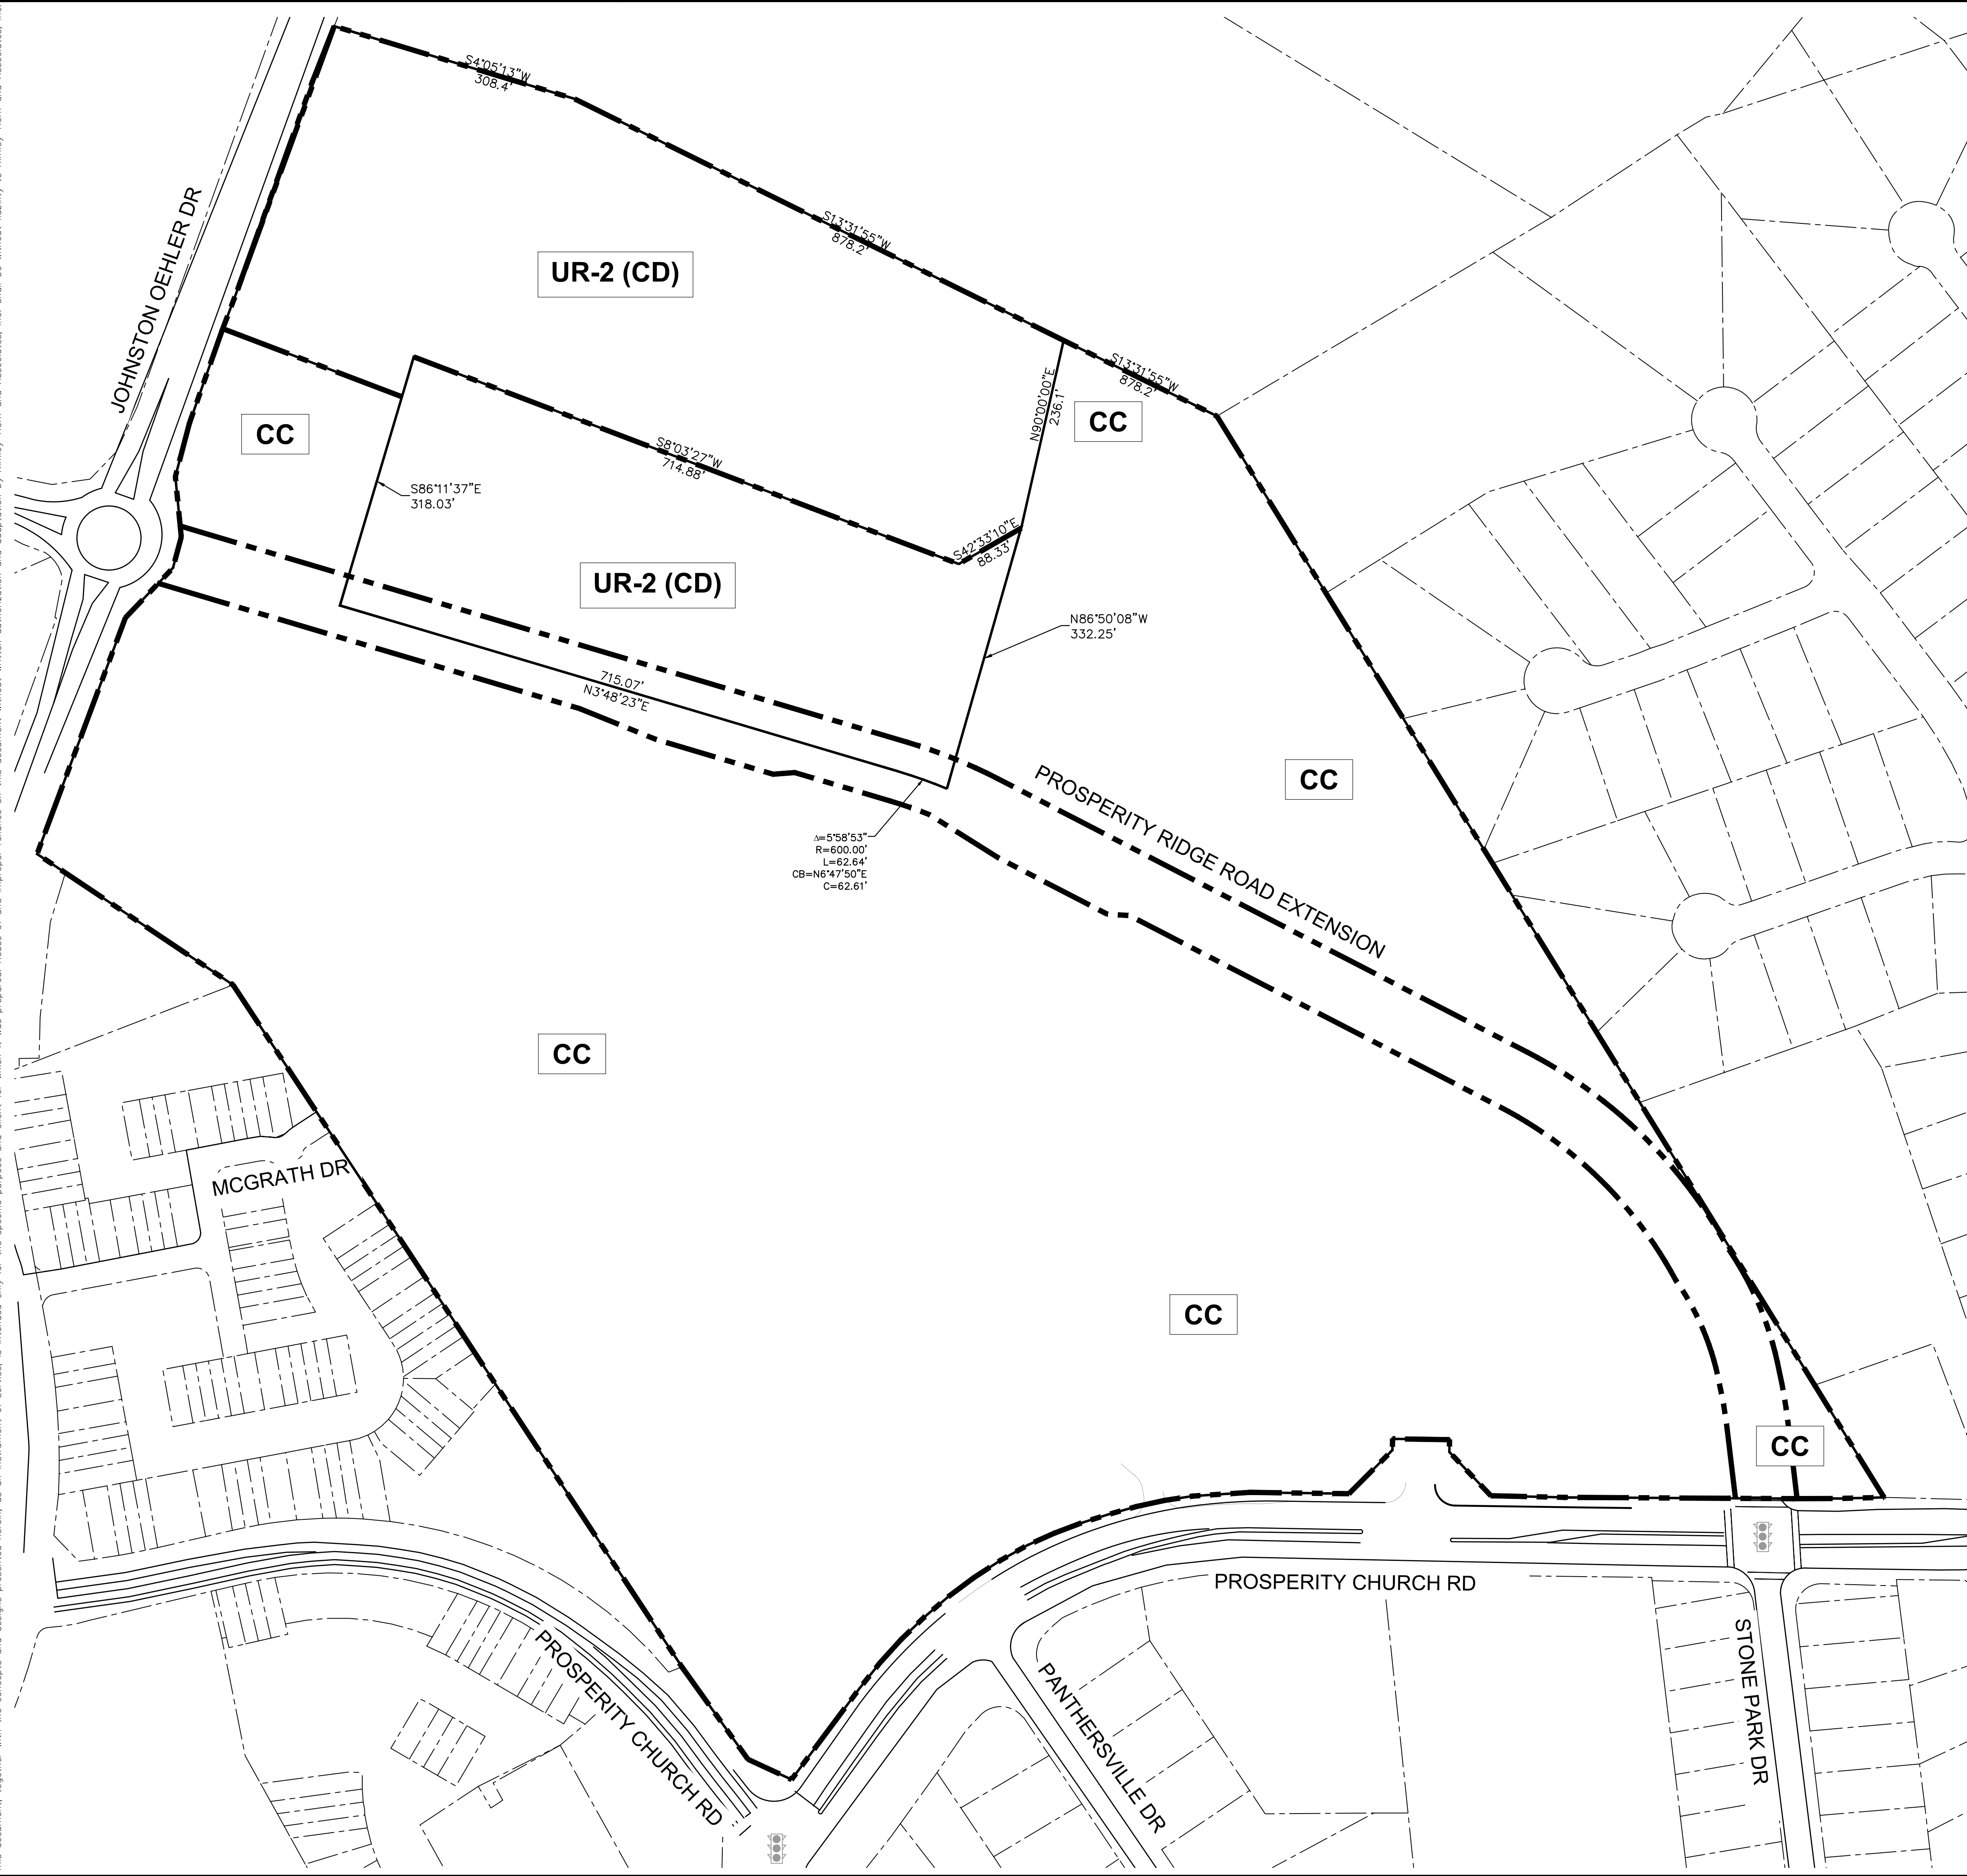 S4°05'13"W
308.4'
JOHNSTON OEHLER DR
S13°31'55"W
878.2'
UR-2 (CD)
S13°31'55"W
878.2'
N90°00'00"E
236.1'
CC
CC
S8°03'27"W
714.88'
S86°11'37"E
318.03'
S42°33'10"E
88.33'
UR-2 (CD)
N86°50'08"W
332.25'
715.07'
N3°48'23"E
CC
PROSPERITY RIDGE ROAD EXTENSION
Δ=5°58'53"
R=600.00'
L=62.64'
CB=N6°47'50"E
C=62.61'
CC
MCGRATH DR
CC
CC
PROSPERITY CHURCH RD
PROSPERITY CHURCH RD
PANTHERSVILLE DR
STONE PARK DR